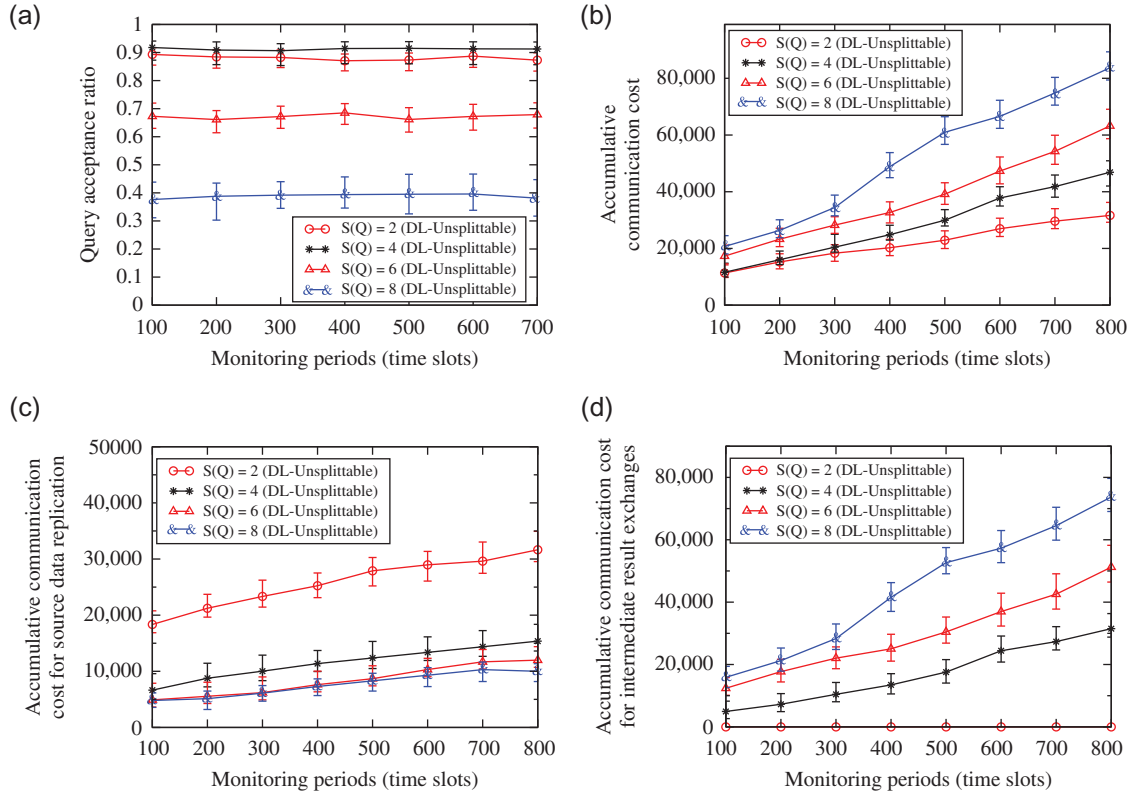 (a)
Query acceptance ratio
1
0.9
0.8
0.7
0.6
0.5
0.4
0.3
0.2
0.1
0
S(Q) = 2 (DL-Unsplittable)
S(Q) = 4 (DL-Unsplittable)
S(Q) = 6 (DL-Unsplittable)
S(Q) = 8 (DL-Unsplittable)
100 200 300 400 500 600 700
Monitoring periods (time slots)
(b)
Accumulative
communication cost
80,000
60,000
40,000
20,000
0
S(Q) = 2 (DL-Unsplittable)
S(Q) = 4 (DL-Unsplittable)
S(Q) = 6 (DL-Unsplittable)
S(Q) = 8 (DL-Unsplittable)
100 200 300 400 500 600 700 800
Monitoring periods (time slots)
(c)
Accumulative communication
cost for source data replication
50000
40,000
30,000
20,000
10,000
0
S(Q) = 2 (DL-Unsplittable)
S(Q) = 4 (DL-Unsplittable)
S(Q) = 6 (DL-Unsplittable)
S(Q) = 8 (DL-Unsplittable)
100 200 300 400 500 600 700 800
Monitoring periods (time slots)
(d)
Accumulative communication cost
for intermediate result exchanges
80,000
60,000
40,000
20,000
0
S(Q) = 2 (DL-Unsplittable)
S(Q) = 4 (DL-Unsplittable)
S(Q) = 6 (DL-Unsplittable)
S(Q) = 8 (DL-Unsplittable)
100 200 300 400 500 600 700 800
Monitoring periods (time slots)